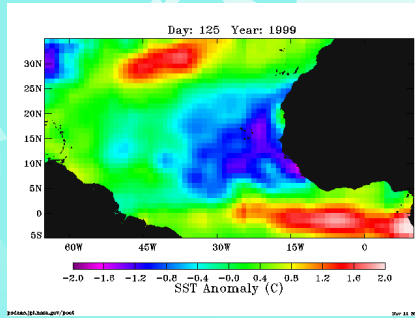 Day: 125 Year: 1999
30N
25N
20N
15N
10N
5N
0
5S
60W 45W 30W 15W 0
-2.0 -1.6 -1.2 -0.8 -0.4 -0.0 0.4 0.8 1.2 1.6 2.0
SST Anomaly (C)
podaac.jpl.nasa.gov/poet